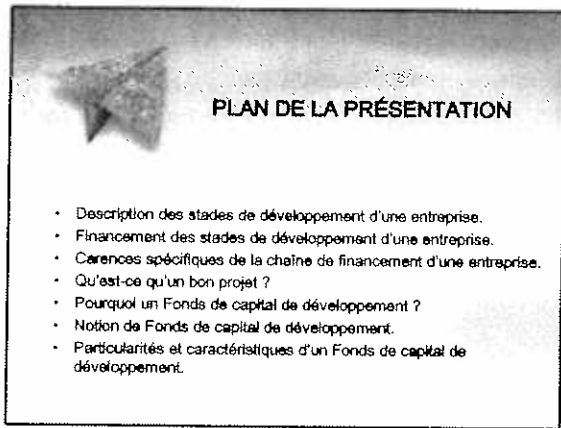 PLAN DE LA PRÉSENTATION
• Description des stades de développement d'une entreprise.
• Financement des stades de développement d'une entreprise.
• Carences spécifiques de la chaîne de financement d'une entreprise.
• Qu'est-ce qu'un bon projet ?
• Pourquoi un Fonds de capital de développement ?
• Notion de Fonds de capital de développement.
• Particularités et caractéristiques d'un Fonds de capital de
développement.